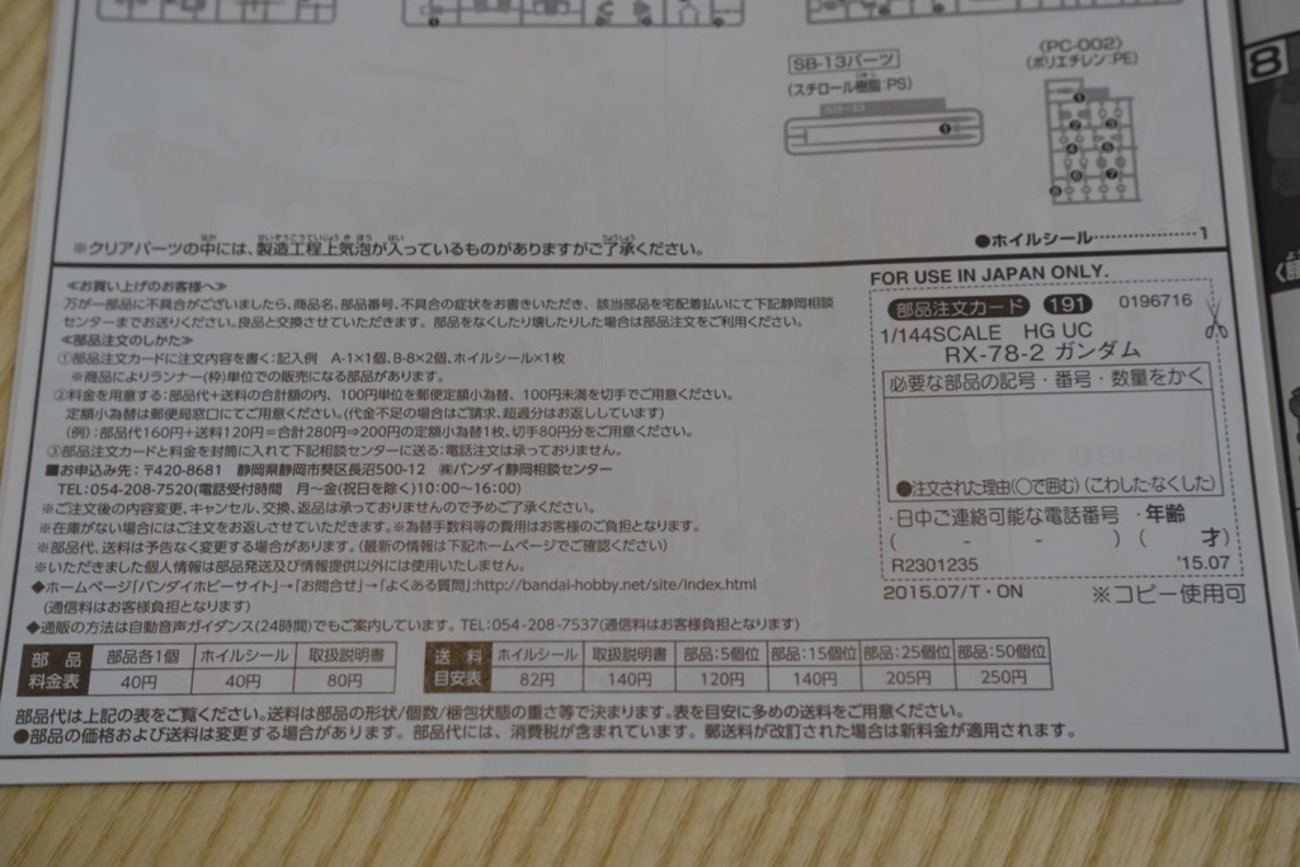 SB-13パーツ
(スチロール樹脂:PS)
SB-13
〈PC-002〉
(ポリエチレン:PE)
8
※クリアパーツの中には、製造工程上気泡が入っているものがありますがご了承ください。
●ホイルシール………………1
≪お買い上げのお客様へ≫
万が一部品に不具合がございましたら、商品名、部品番号、不具合の症状をお書きいただき、該当部品を宅配着払いにて下記静岡相談
センターまでお送りください。良品と交換させていただきます。部品をなくしたり壊したりした場合は部品注文をご利用ください。
≪部品注文のしかた≫
①部品注文カードに注文内容を書く:記入例 A-1×1個、B-8×2個、ホイルシール×1枚
※商品によりランナー(枠)単位での販売になる部品があります。
②料金を用意する:部品代+送料の合計額の内、100円単位を郵便定額小為替、100円未満を切手でご用意ください。
定額小為替は郵便局窓口にてご用意ください。(代金不足の場合はご請求、超過分はお返ししています)
(例):部品代160円+送料120円=合計280円⇒200円の定額小為替1枚、切手80円分をご用意ください。
③部品注文カードと料金を封筒に入れて下記相談センターに送る:電話注文は承っておりません。
■お申込み先:〒420-8681 静岡県静岡市葵区長沼500-12 ㈱バンダイ静岡相談センター
TEL:054-208-7520(電話受付時間 月～金(祝日を除く)10:00～16:00)
※ご注文後の内容変更、キャンセル、交換、返品は承っておりませんので予めご了承ください。
※在庫がない場合にはご注文をお返しさせていただきます。※為替手数料等の費用はお客様のご負担となります。
※部品代、送料は予告なく変更する場合があります。(最新の情報は下記ホームページでご確認ください)
※いただきました個人情報は部品発送及び情報提供以外には使用いたしません。
◆ホームページ「バンダイホビーサイト」→「お問合せ」→「よくある質問」:http://bandai-hobby.net/site/index.html
(通信料はお客様負担となります)
◆通販の方法は自動音声ガイダンス(24時間)でもご案内しています。TEL:054-208-7537(通信料はお客様負担となります)
FOR USE IN JAPAN ONLY.
部品注文カード 191 0196716
1/144SCALE HG UC
RX-78-2 ガンダム
必要な部品の記号・番号・数量をかく
●注文された理由(○で囲む)(こわした・なくした)
・日中ご連絡可能な電話番号 ・年齢
( - - ) ( 才)
R2301235 '15.07
2015.07/T・ON ※コピー使用可
部品料金表 部品各1個 ホイルシール 取扱説明書
40円 40円 80円
送料目安表 ホイルシール 取扱説明書 部品:5個位 部品:15個位 部品:25個位 部品:50個位
82円 140円 120円 140円 205円 250円
部品代は上記の表をご覧ください。送料は部品の形状/個数/梱包状態の重さ等で決まります。表を目安に多めの送料をご用意ください。
●部品の価格および送料は変更する場合があります。部品代には、消費税が含まれています。郵送料が改訂された場合は新料金が適用されます。